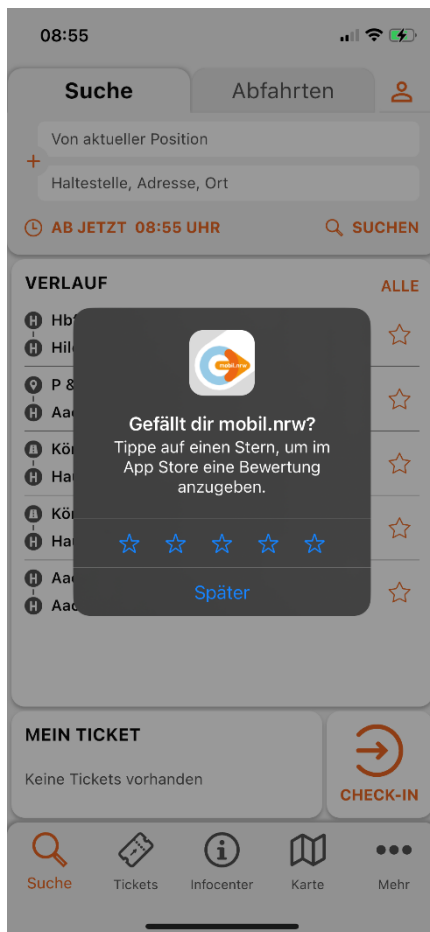 08:55
Suche
Abfahrten
Von aktueller Position
Haltestelle, Adresse, Ort
AB JETZT 08:55 UHR
SUCHEN
VERLAUF
ALLE
H
H
P &
H
H
H
H
H
mobil.nrw
Gefällt dir mobil.nrw?
Tippe auf einen Stern, um im
App Store eine Bewertung
anzugeben.
Später
MEIN TICKET
Keine Tickets vorhanden
CHECK-IN
Suche
Tickets
Infocenter
Karte
Mehr